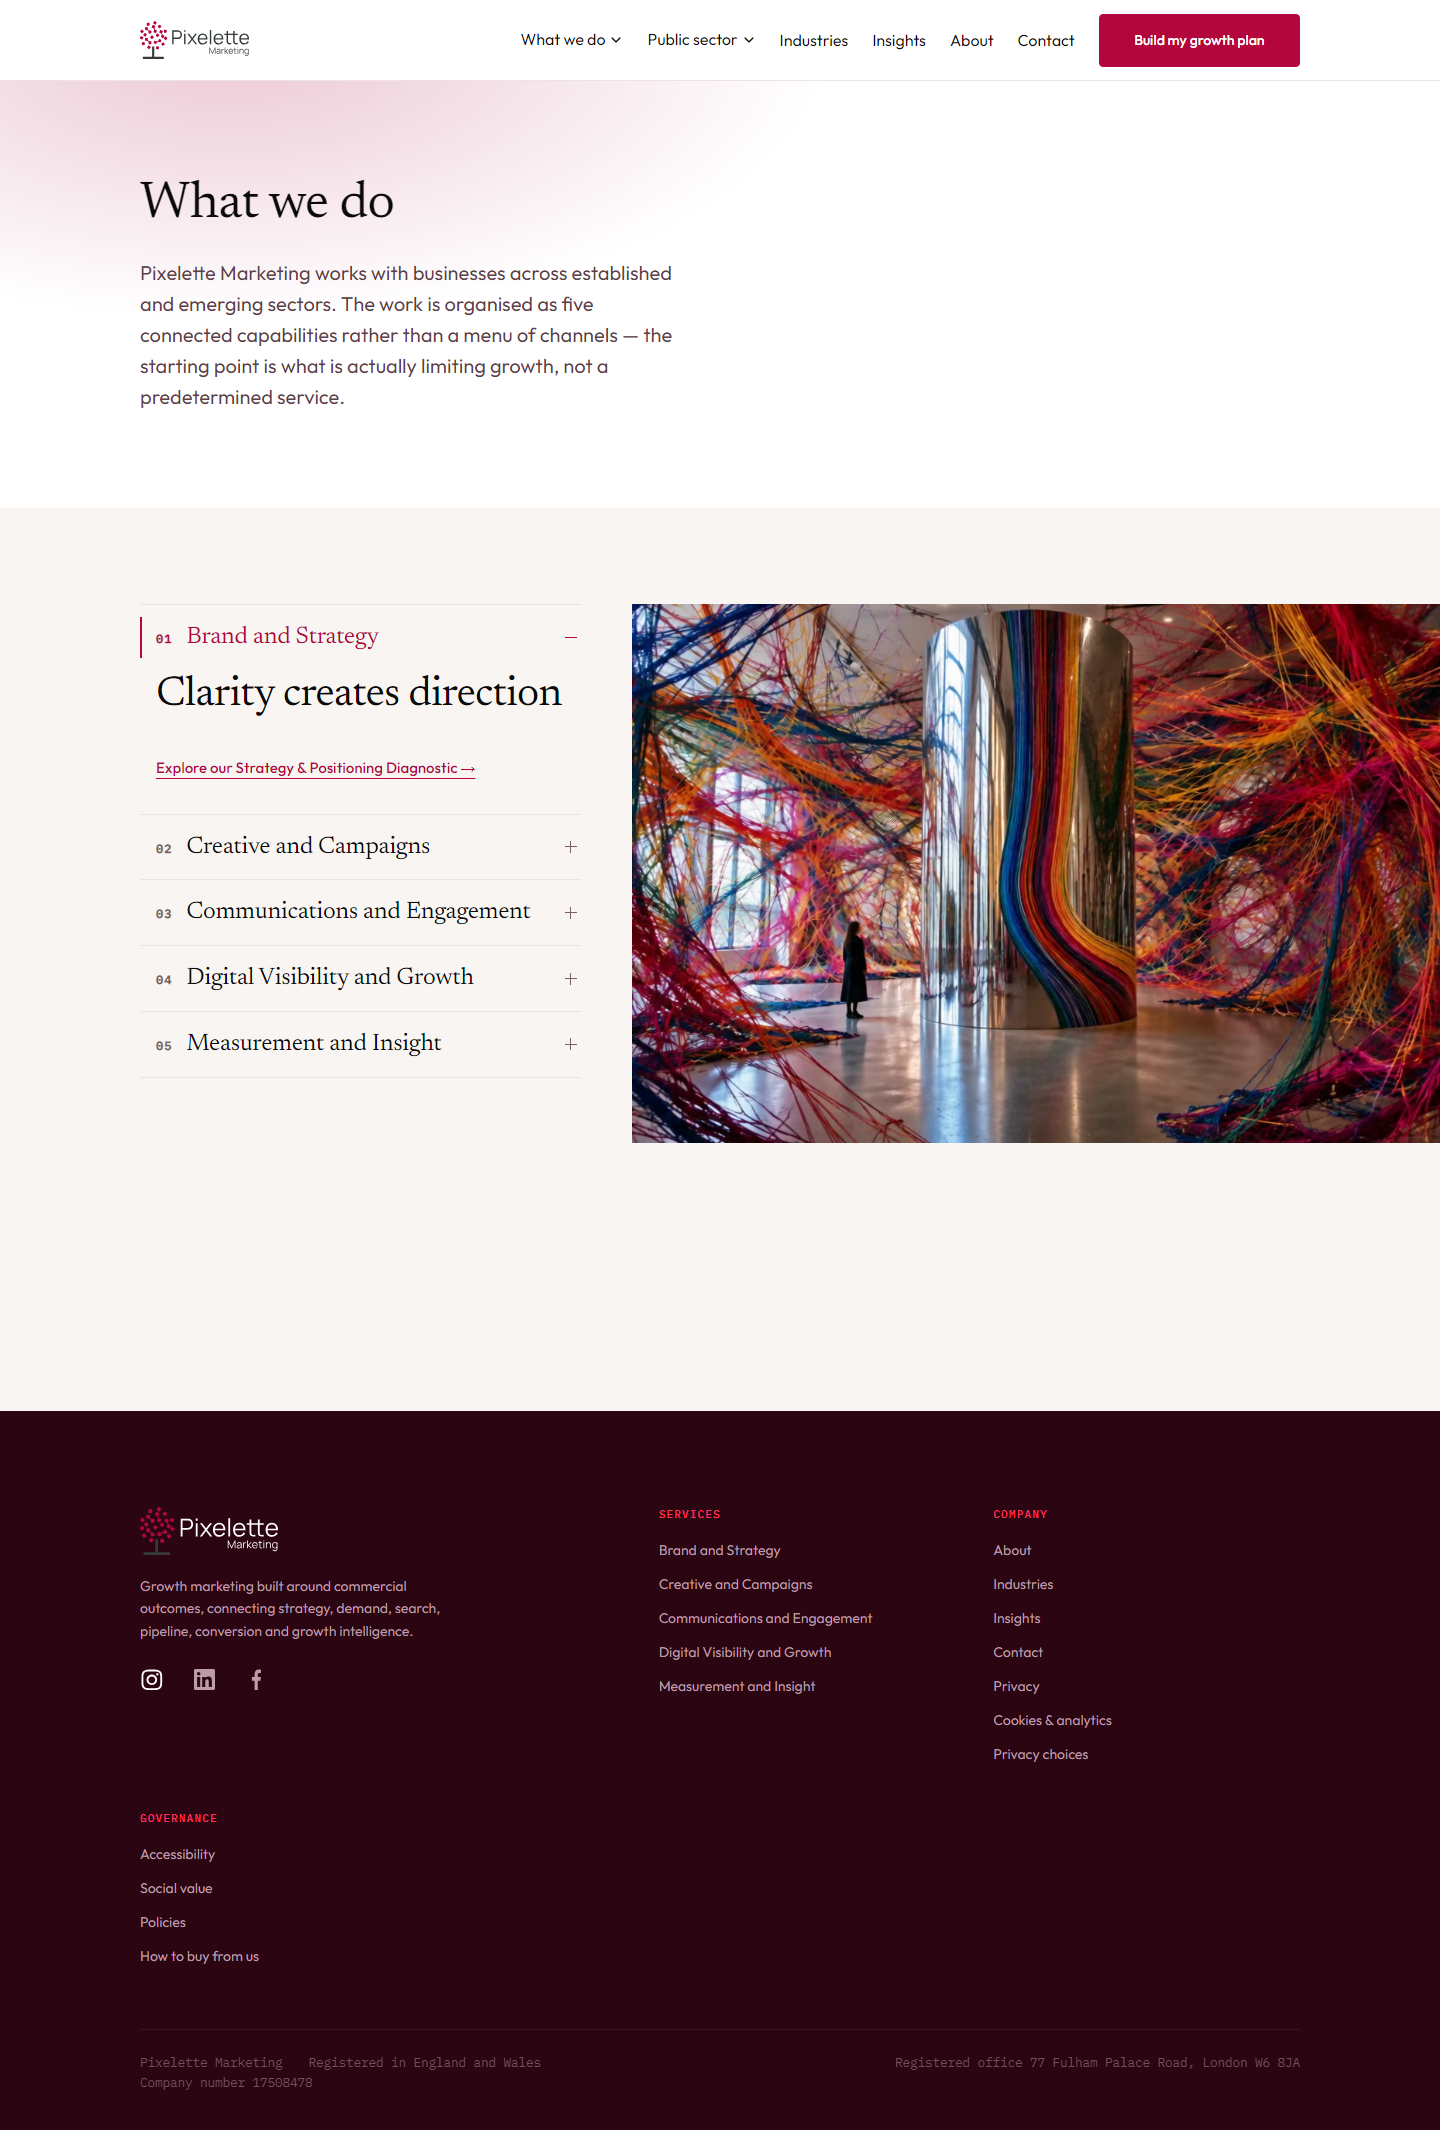 Pixelette
Marketing
What we do
Public sector
Industries
Insights
About
Contact
Build my growth plan
What we do
Pixelette Marketing works with businesses across established
and emerging sectors. The work is organised as five
connected capabilities rather than a menu of channels — the
starting point is what is actually limiting growth, not a
predetermined service.
01 Brand and Strategy
Clarity creates direction
Explore our Strategy & Positioning Diagnostic →
02 Creative and Campaigns
03 Communications and Engagement
04 Digital Visibility and Growth
05 Measurement and Insight
Pixelette
Marketing
Growth marketing built around commercial
outcomes, connecting strategy, demand, search,
pipeline, conversion and growth intelligence.
SERVICES
Brand and Strategy
Creative and Campaigns
Communications and Engagement
Digital Visibility and Growth
Measurement and Insight
COMPANY
About
Industries
Insights
Contact
Privacy
Cookies & analytics
Privacy choices
GOVERNANCE
Accessibility
Social value
Policies
How to buy from us
Pixelette Marketing Registered in England and Wales
Company number 17508478
Registered office 77 Fulham Palace Road, London W6 8JA